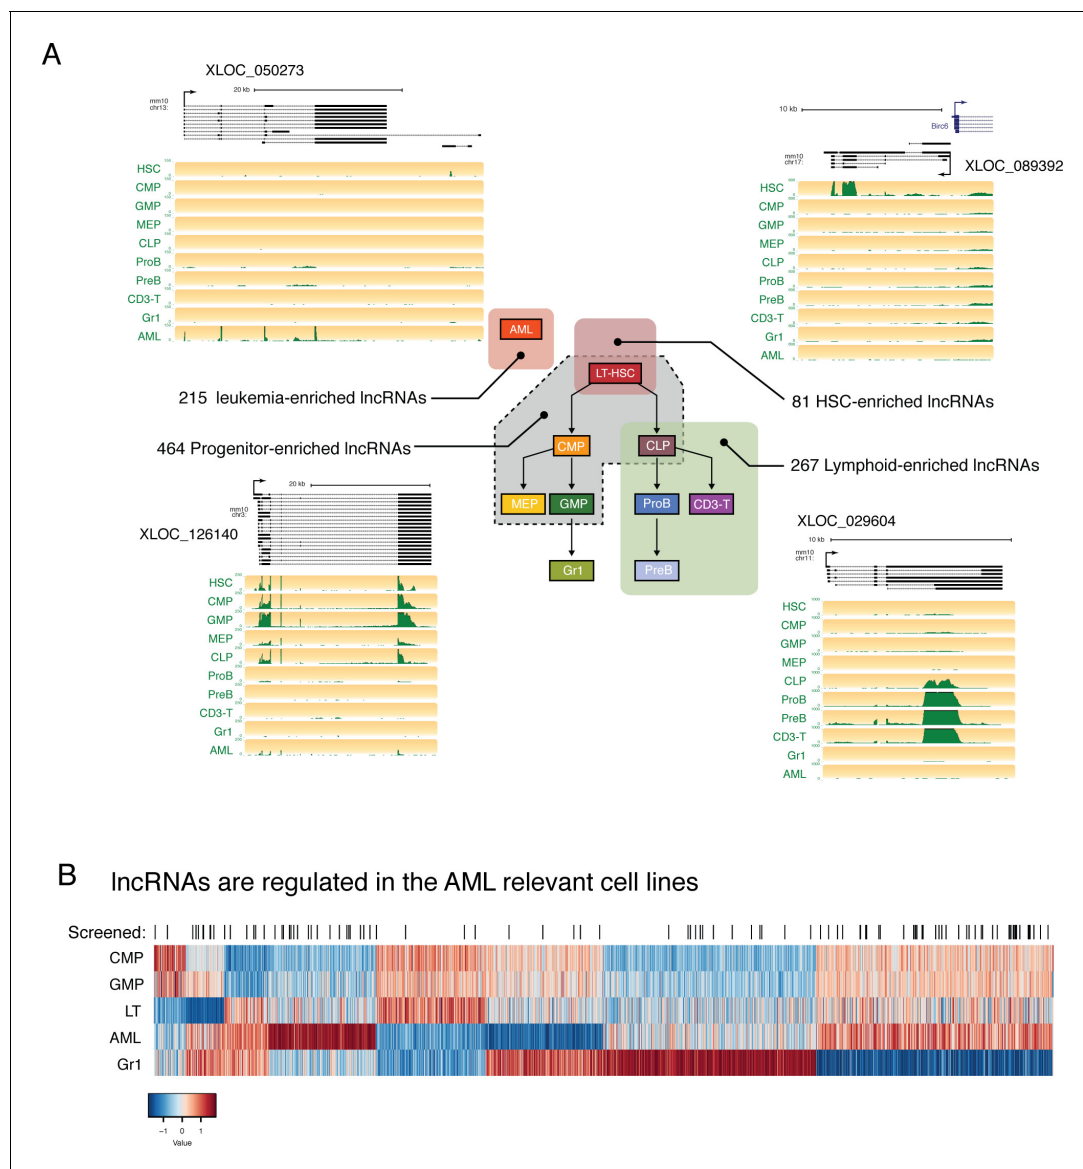 A
XLOC_050273
20 kb
mm10
chr13:
HSC
CMP
GMP
MEP
CLP
ProB
PreB
CD3-T
Gr1
AML
10 kb
Birc6
mm10
chr17:
XLOC_089392
HSC
CMP
GMP
MEP
CLP
ProB
PreB
CD3-T
Gr1
AML
AML
LT-HSC
215 leukemia-enriched lncRNAs
81 HSC-enriched lncRNAs
464 Progenitor-enriched lncRNAs
CMP
CLP
267 Lymphoid-enriched lncRNAs
MEP
GMP
ProB
CD3-T
Gr1
PreB
20 kb
mm10
chr3:
XLOC_126140
HSC
CMP
GMP
MEP
CLP
ProB
PreB
CD3-T
Gr1
AML
XLOC_029604
10 kb
mm10
chr11:
HSC
CMP
GMP
MEP
CLP
ProB
PreB
CD3-T
Gr1
AML
B lncRNAs are regulated in the AML relevant cell lines
Screened:
CMP
GMP
LT
AML
Gr1
−1 0 1
Value